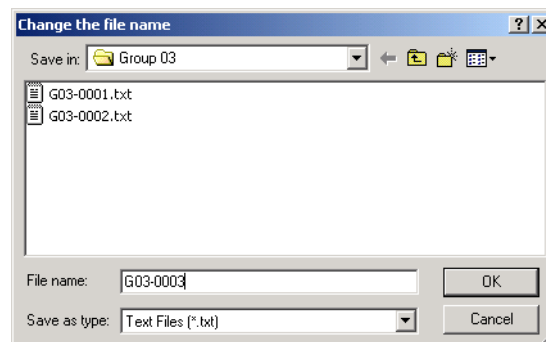 Change the file name
Save in: Group 03
G03-0001.txt
G03-0002.txt
File name: G03-0003 OK
Save as type: Text Files (*.txt) Cancel